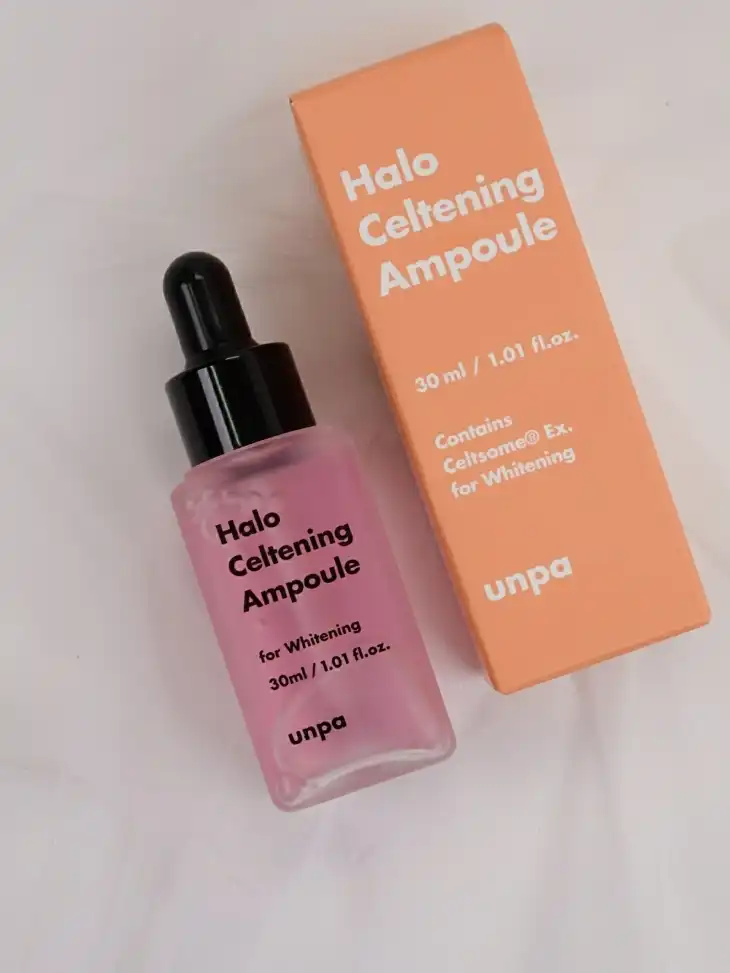 Halo
Celtening
Ampoule
30 ml / 1.01 fl.oz.
Contains
Celtsome® Ex.
for Whitening
unpa
Halo
Celtening
Ampoule
for Whitening
30ml / 1.01 fl.oz.
unpa